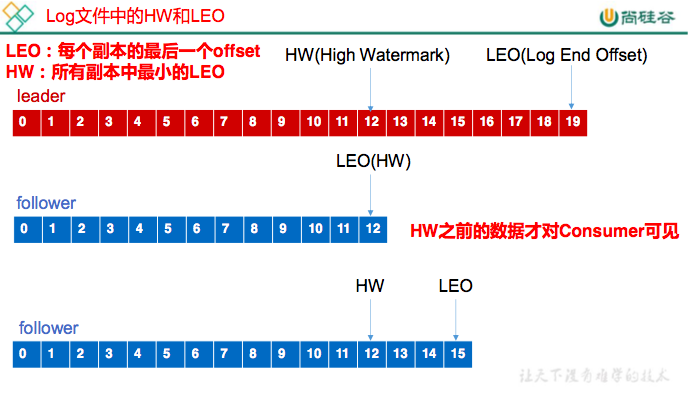 Log文件中的HW和LEO
尚硅谷
LEO：每个副本的最后一个offset
HW：所有副本中最小的LEO
HW(High Watermark)
LEO(Log End Offset)
leader
0 1 2 3 4 5 6 7 8 9 10 11 12 13 14 15 16 17 18 19
LEO(HW)
follower
0 1 2 3 4 5 6 7 8 9 10 11 12
HW之前的数据才对Consumer可见
HW
LEO
follower
0 1 2 3 4 5 6 7 8 9 10 11 12 13 14 15
让天下没有难学的技术